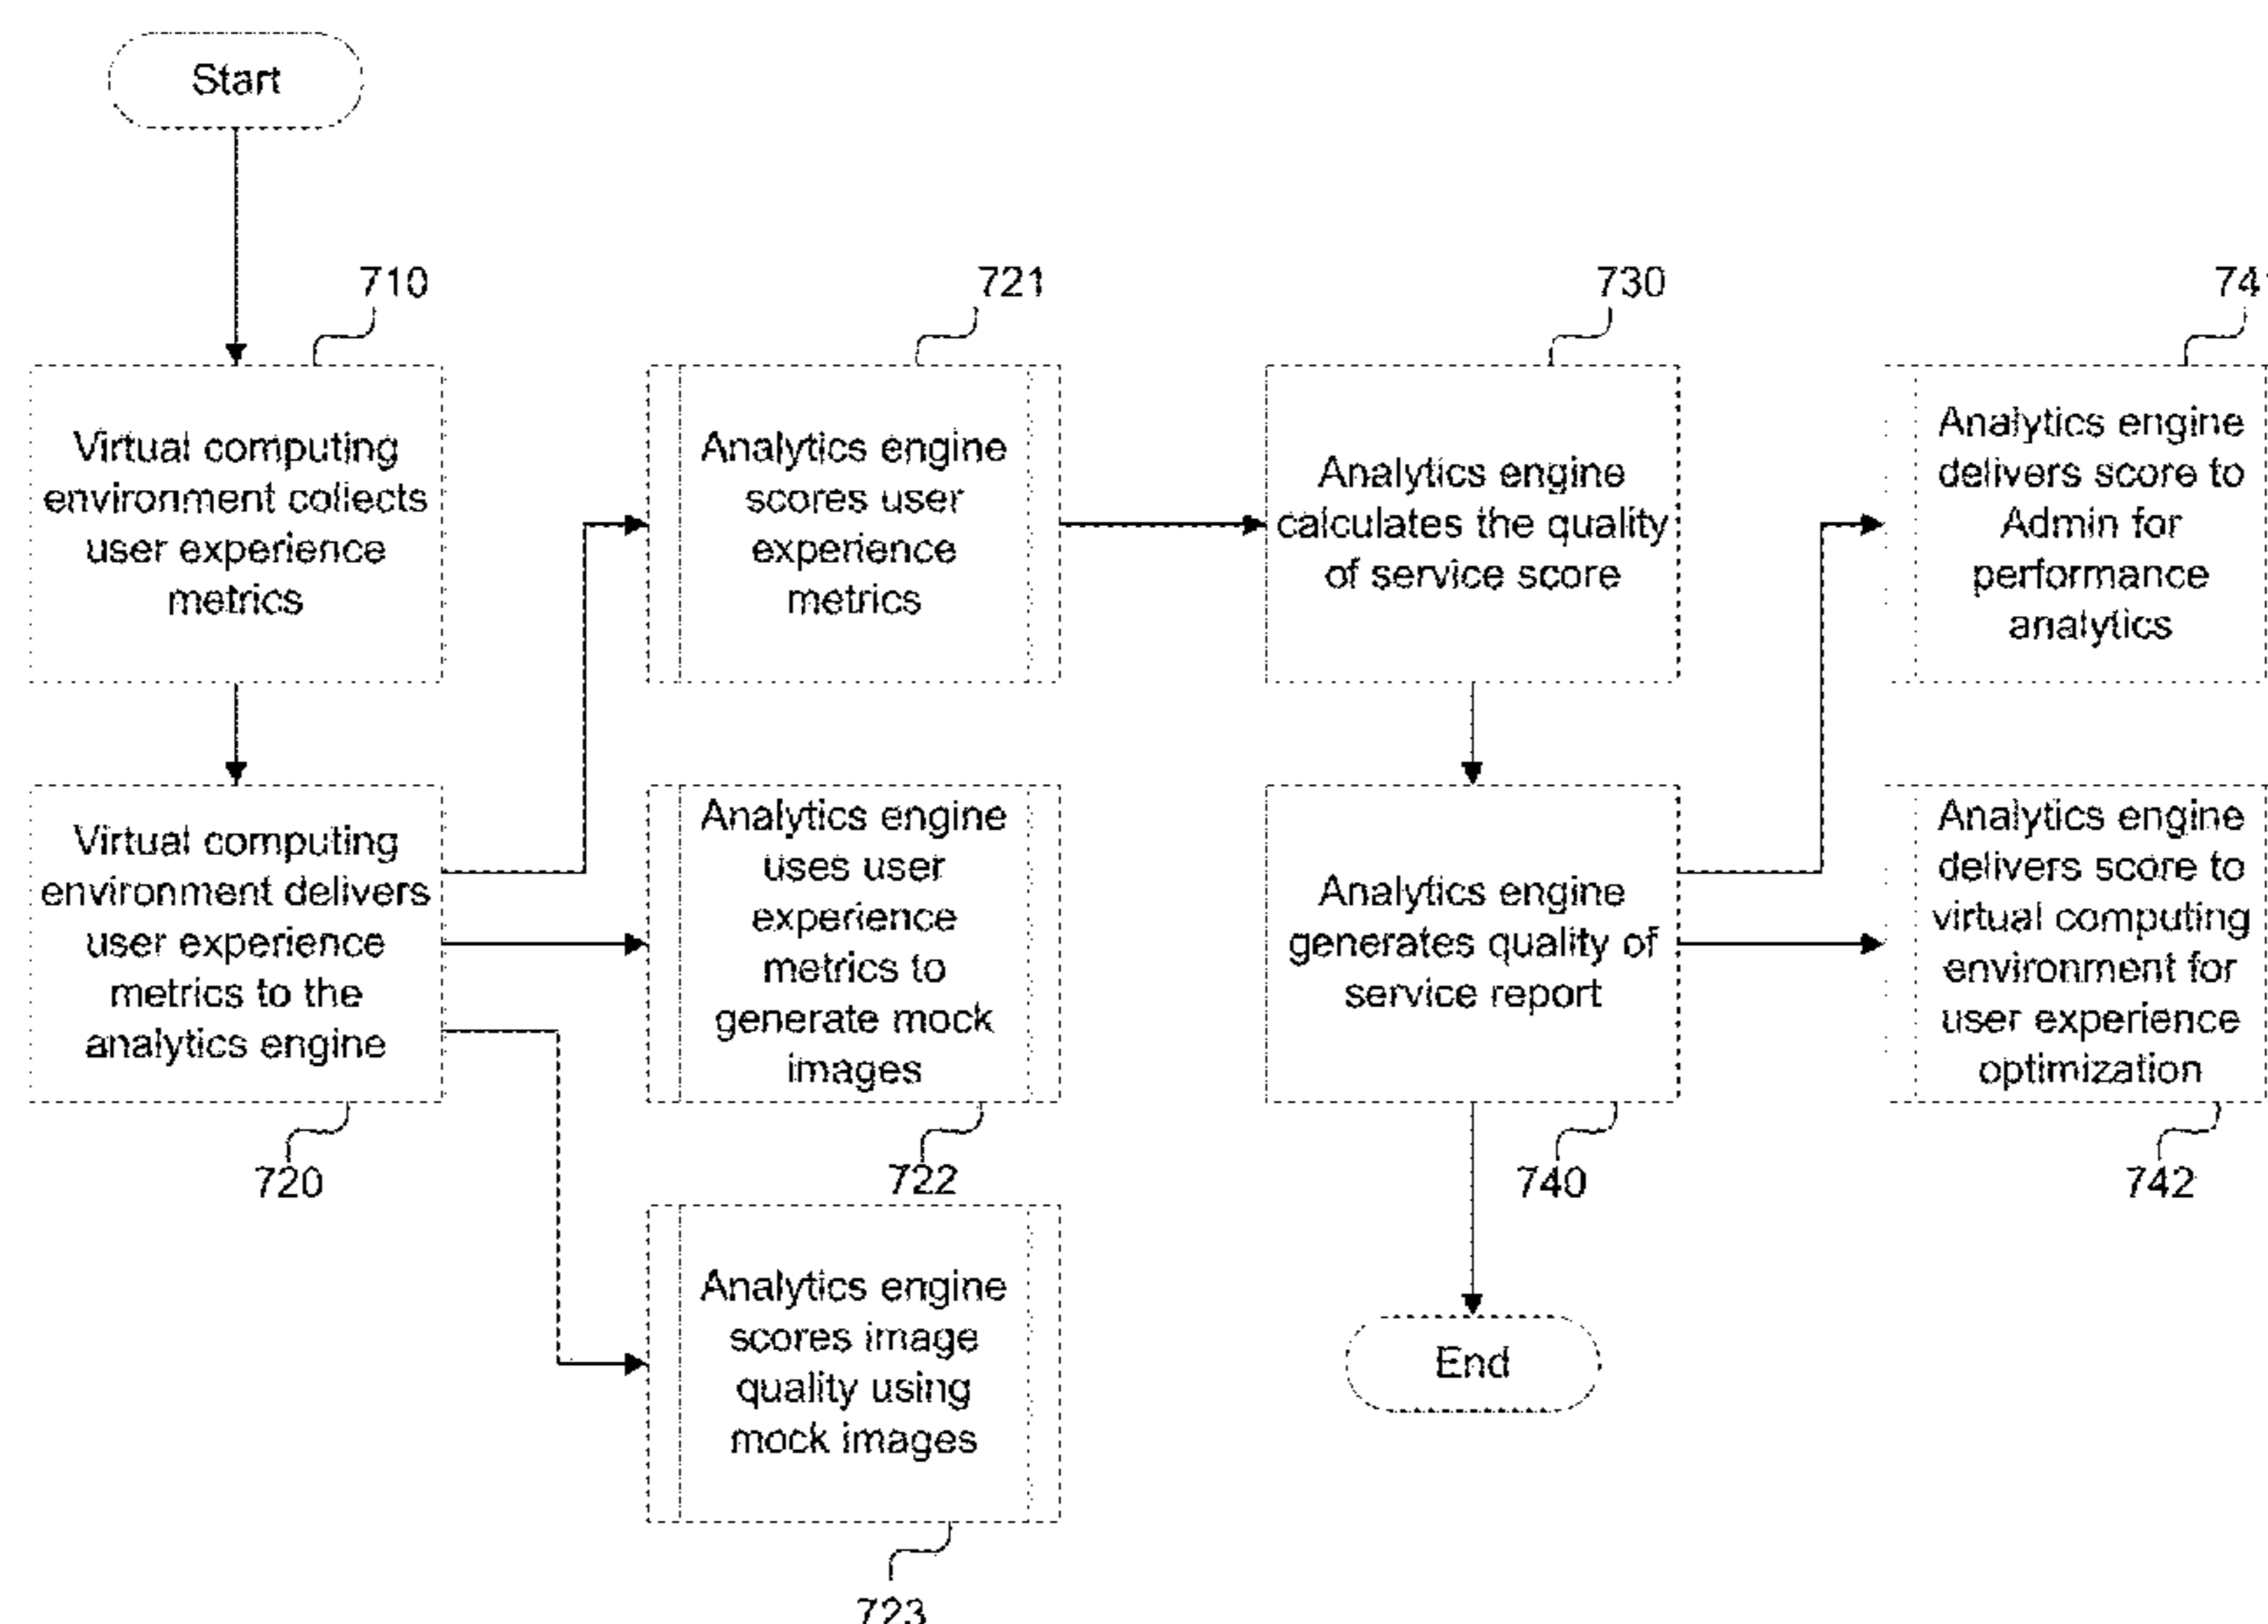 Start
710
Virtual computing
environment collects
user experience
metrics
721
Analytics engine
scores user
experience
metrics
730
Analytics engine
calculates the quality
of service score
741
Analytics engine
delivers score to
Admin for
performance
analytics
Virtual computing
environment delivers
user experience
metrics to the
analytics engine
720
Analytics engine
uses user
experience
metrics to
generate mock
images
722
Analytics engine
generates quality of
service report
740
Analytics engine
delivers score to
virtual computing
environment for
user experience
optimization
742
Analytics engine
scores image
quality using
mock images
723
End